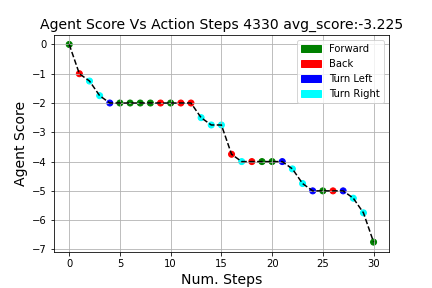 Agent Score Vs Action Steps 4330 avg_score:-3.225
Forward
Back
Turn Left
Turn Right
Agent Score
0
−1
−2
−3
−4
−5
−6
−7
0 5 10 15 20 25 30
Num. Steps